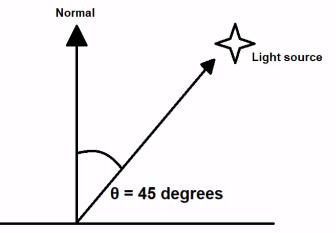 Normal
Light source
θ = 45 degrees